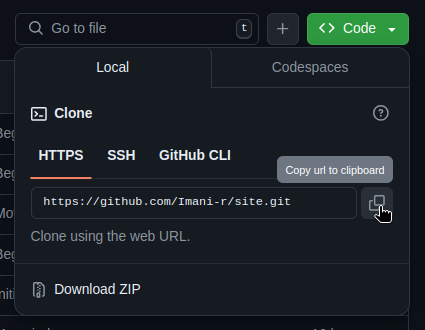 Go to file
t
Code
Local
Codespaces
Clone
HTTPS
SSH
GitHub CLI
Copy url to clipboard
https://github.com/Imani-r/site.git
Clone using the web URL.
Download ZIP